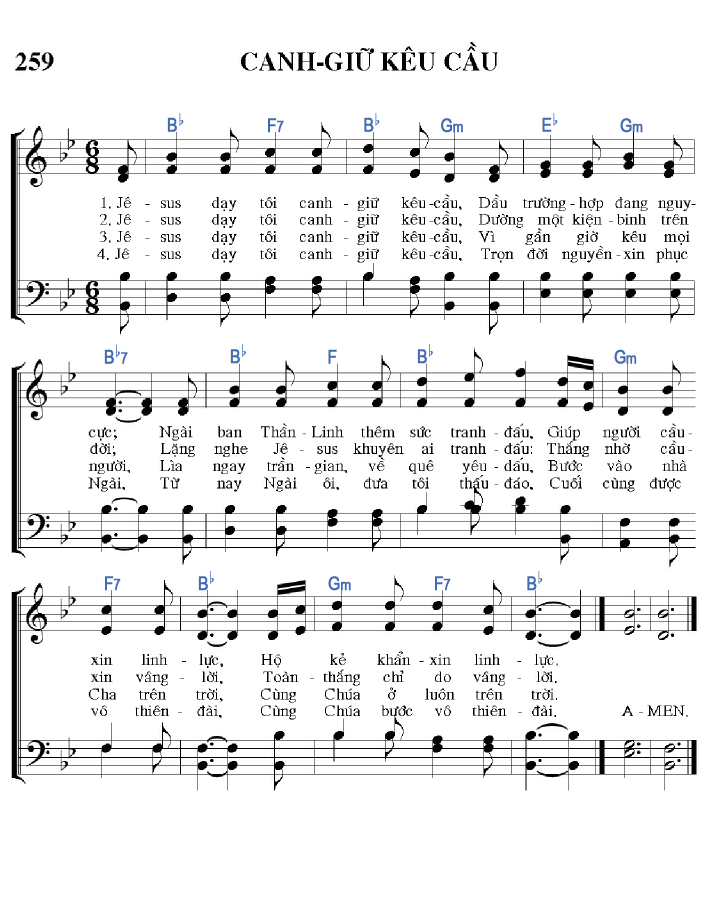 259 CANH-GIỮ KÊU CẦU
B♭ F7 B♭ Gm E♭ Gm
6 8
1. Jê - sus dạy tôi canh - giữ kêu-cầu, Dầu trường-hợp đang nguy-
2. Jê - sus dạy tôi canh - giữ kêu-cầu, Dường một kiện-binh trên
3. Jê - sus dạy tôi canh - giữ kêu-cầu, Vì gần giờ kêu mọi
4. Jê - sus dạy tôi canh - giữ kêu-cầu, Trọn đời nguyền-xin phục
6 8
B♭7 B♭ F B♭ Gm
cực; Ngài ban Thần-Linh thêm sức tranh-đấu, Giúp người cầu-
đời; Lặng nghe Jê-sus khuyên ai tranh-đấu: Thắng nhờ cầu-
người, Lìa ngay trần-gian, về quê yêu-dấu, Bước vào nhà
Ngài, Từ nay Ngài ôi, đưa tôi thấu-đáo, Cuối cùng được
F7 B♭ Gm F7 B♭
xin linh-lực, Hộ kẻ khẩn-xin linh-lực.
xin vâng-lời. Toàn-thắng chỉ do vâng-lời.
Cha trên trời, Cùng Chúa ở luôn trên trời.
vô thiên-đài, Cùng Chúa bước vô thiên-đài. A-MEN.